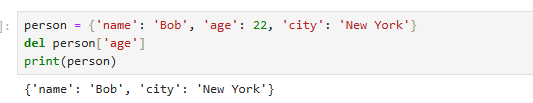 ]:
person = {'name': 'Bob', 'age': 22, 'city': 'New York'}
del person['age']
print(person)
{'name': 'Bob', 'city': 'New York'}